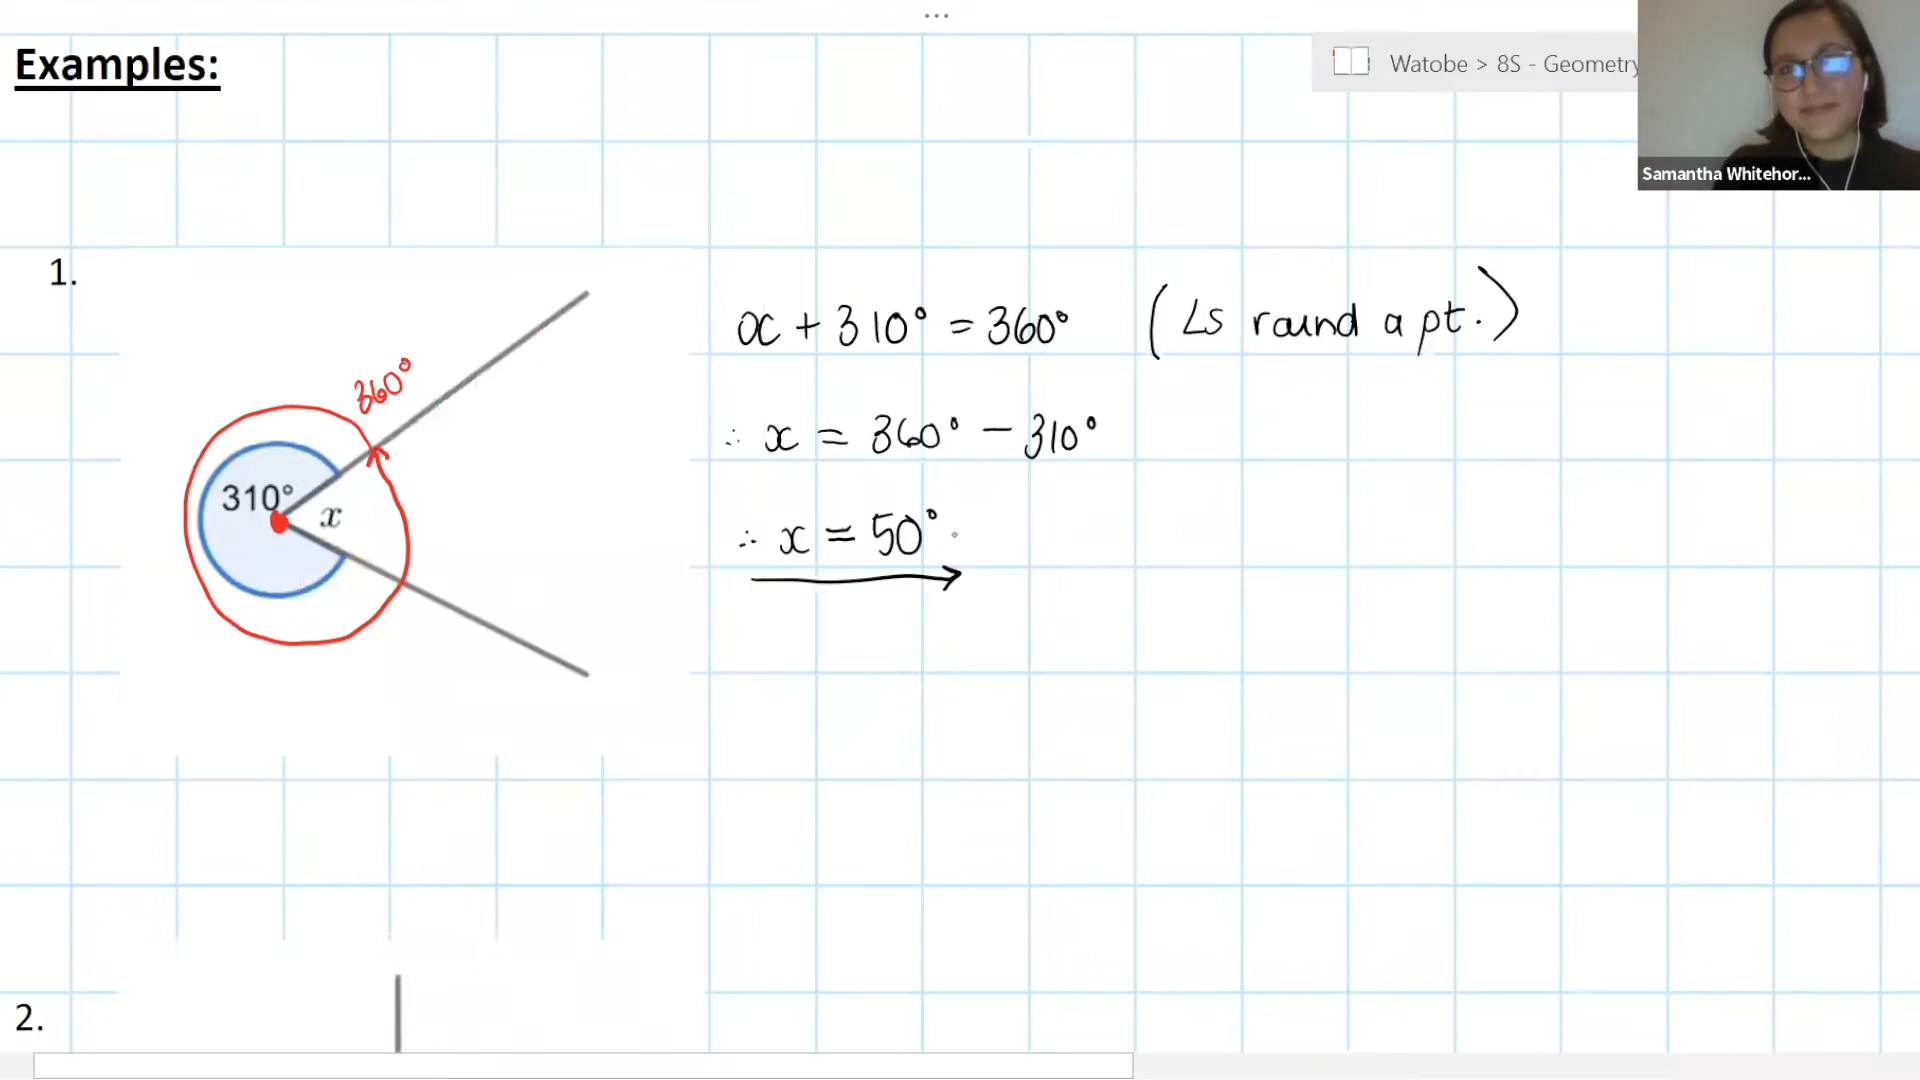 ...
Examples:
Watobe > 8S - Geometry
Samantha Whitehor...
1.
x + 310° = 360° (∠s round a pt.)
360°
∴ x = 360° − 310°
310°
x
∴ x = 50°
2.